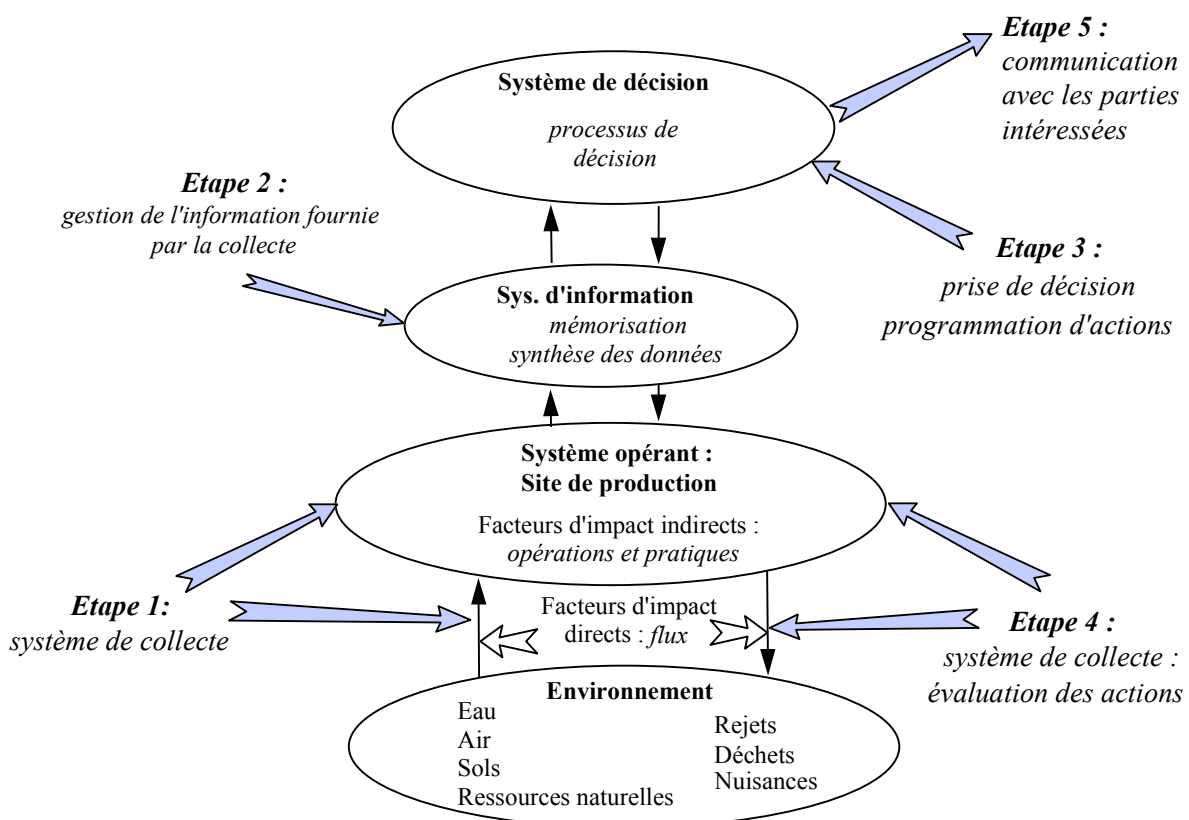 Etape 5 :
communication
avec les parties
intéressées
Système de décision
processus de
décision
Etape 2 :
gestion de l'information fournie
par la collecte
Etape 3 :
prise de décision
programmation d'actions
Sys. d'information
mémorisation
synthèse des données
Système opérant :
Site de production
Facteurs d'impact indirects :
opérations et pratiques
Etape 1:
système de collecte
Facteurs d'impact
directs : flux
Etape 4 :
système de collecte :
évaluation des actions
Environnement
Eau
Air
Sols
Ressources naturelles
Rejets
Déchets
Nuisances